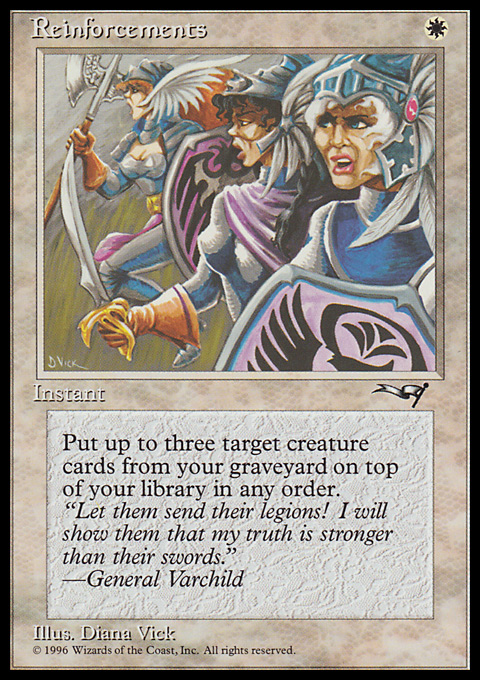 Reinforcements
D. Vick
Instant
Put up to three target creature
cards from your graveyard on top
of your library in any order.
“Let them send their legions! I will
show them that my truth is stronger
than their swords.”
—General Varchild
Illus. Diana Vick
© 1996 Wizards of the Coast, Inc. All rights reserved.